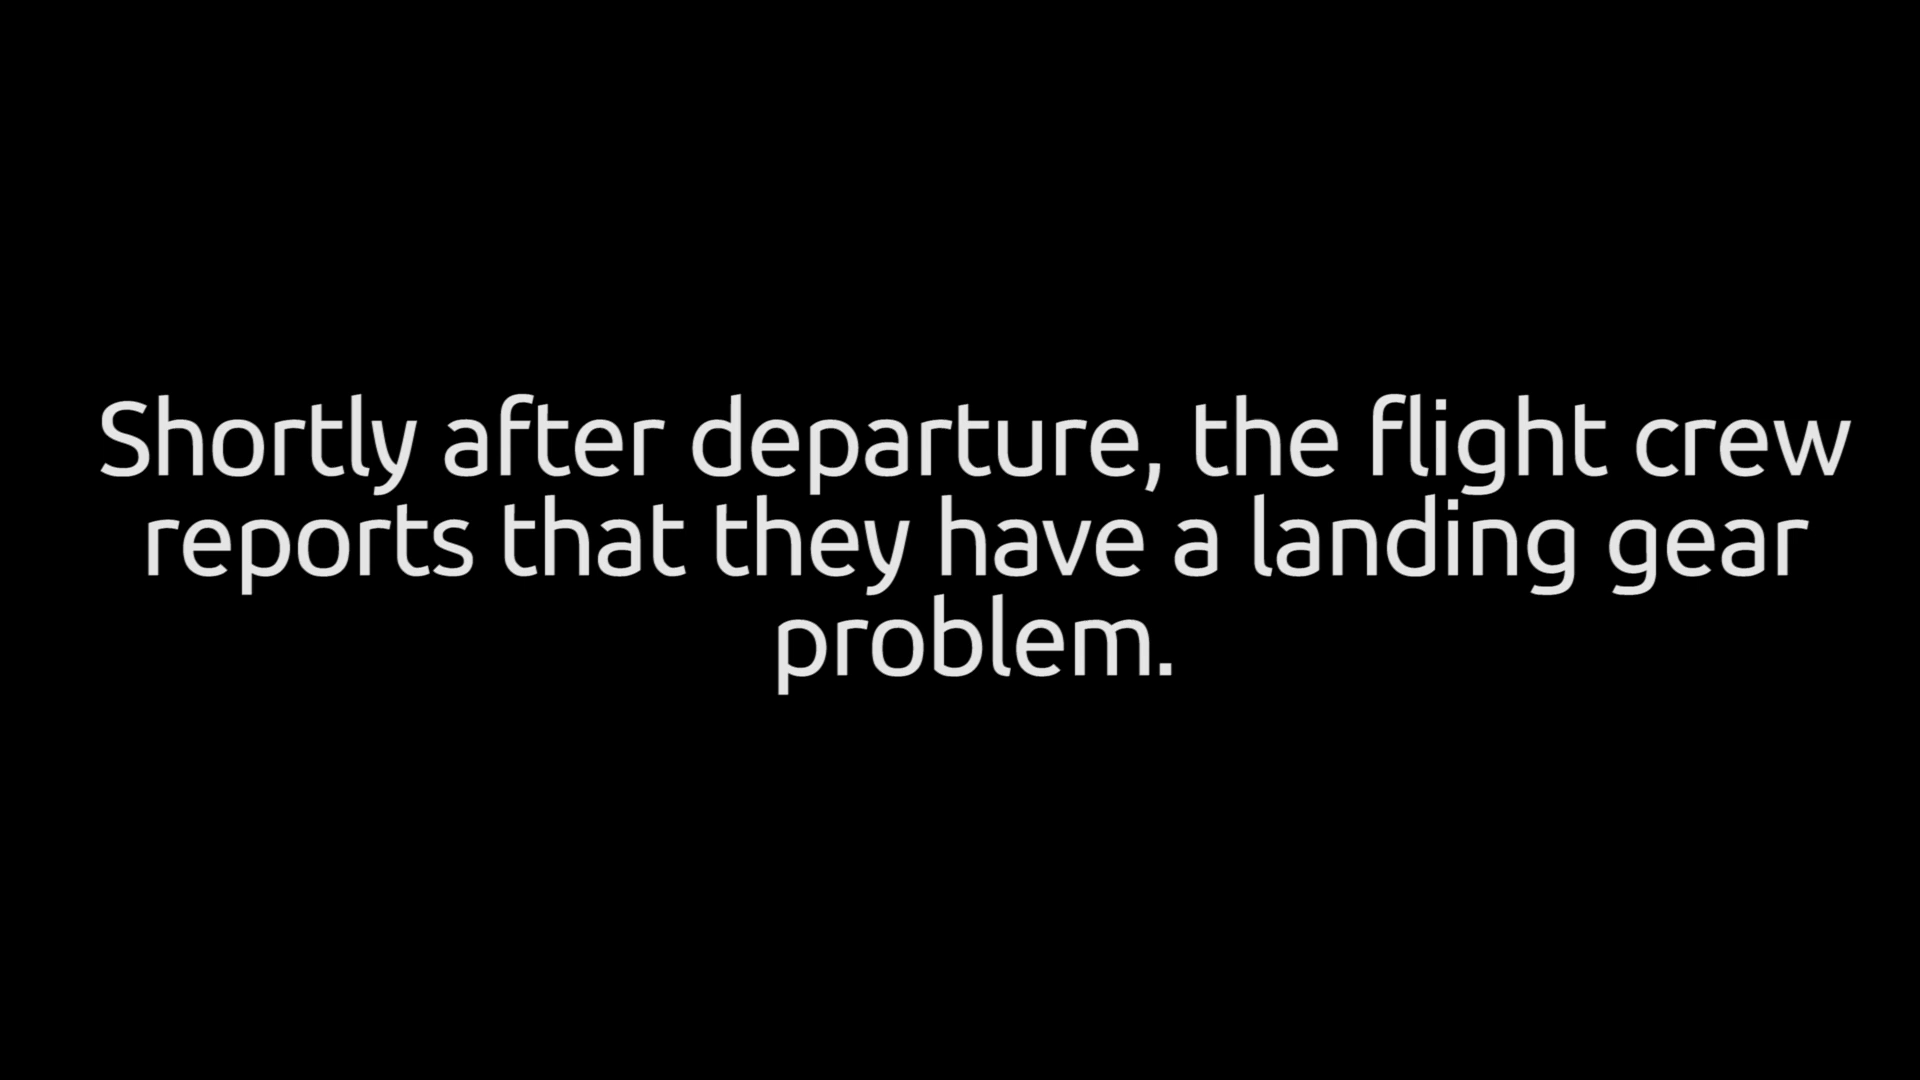 Shortly after departure, the flight crew
reports that they have a landing gear
problem.